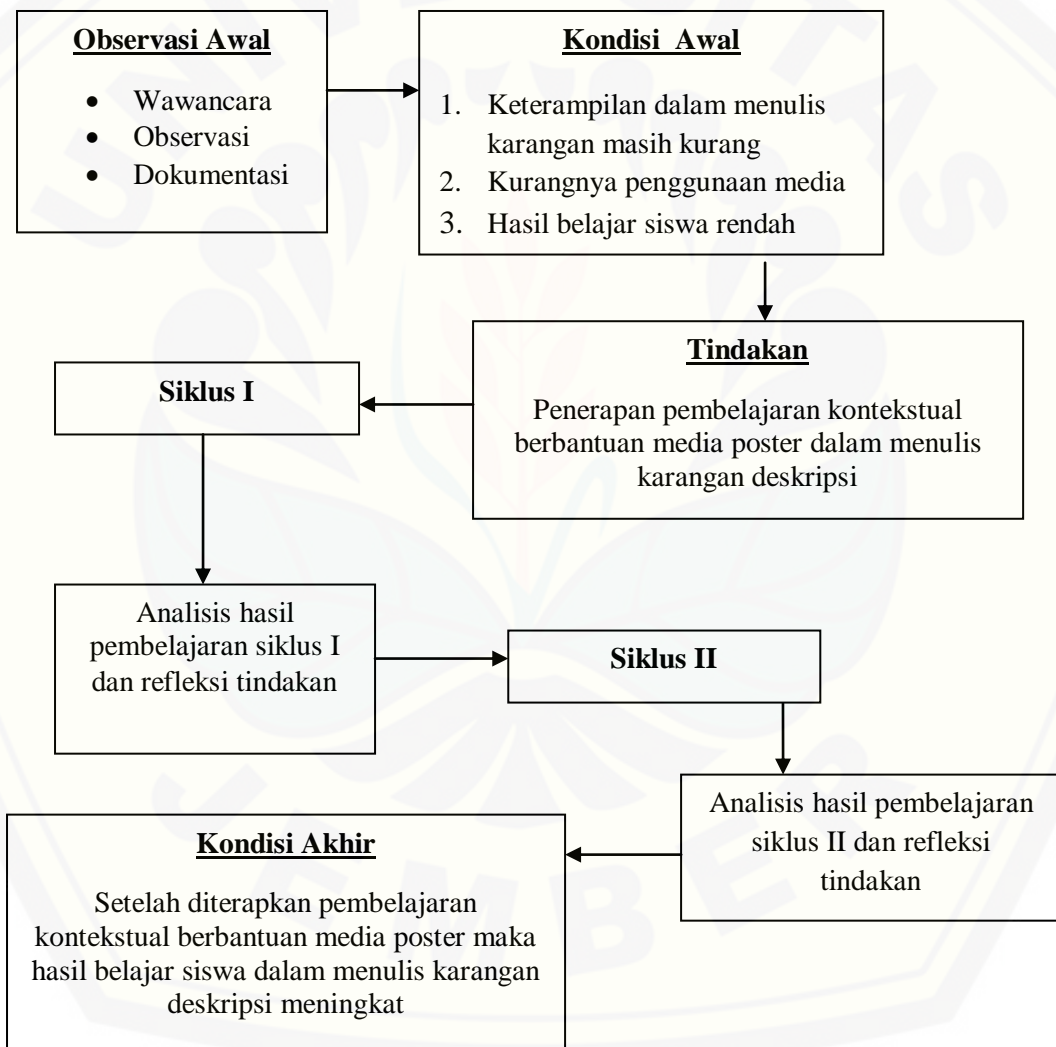 Observasi Awal
• Wawancara
• Observasi
• Dokumentasi
Kondisi Awal
1. Keterampilan dalam menulis
karangan masih kurang
2. Kurangnya penggunaan media
3. Hasil belajar siswa rendah
Tindakan
Penerapan pembelajaran kontekstual
berbantuan media poster dalam menulis
karangan deskripsi
Siklus I
Analisis hasil
pembelajaran siklus I
dan refleksi tindakan
Siklus II
Analisis hasil pembelajaran
siklus II dan refleksi
tindakan
Kondisi Akhir
Setelah diterapkan pembelajaran
kontekstual berbantuan media poster maka
hasil belajar siswa dalam menulis karangan
deskripsi meningkat
JEMBER